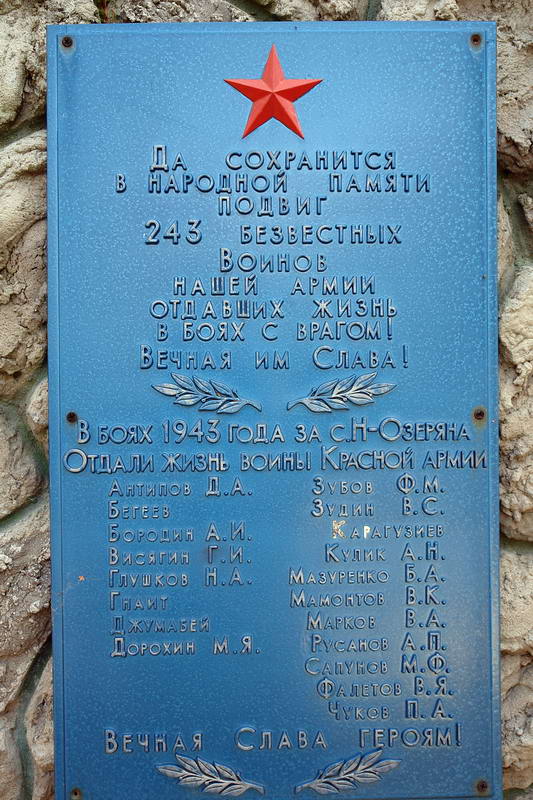 Да сохранится
в народной памяти
подвиг
243 безвестных
Воинов
нашей армии
отдавших жизнь
в боях с врагом!
Вечная им Слава!
В боях 1943 года за с.Н-Озеряна
Отдали жизнь воины Красной армии
Антипов Д.А.
Бегеев
Бородин А.И.
Висягин Г.И.
Глушков Н.А.
Гнаит
Джумабей
Дорохин М.Я.
Зубов Ф.М.
Зудин В.С.
Карагузиев
Кулик А.Н.
Мазуренко Б.А.
Мамонтов В.К.
Марков В.А.
Русанов А.П.
Сапунов М.Ф.
Фалетов В.Я.
Чуков П.А.
Вечная Слава героям!